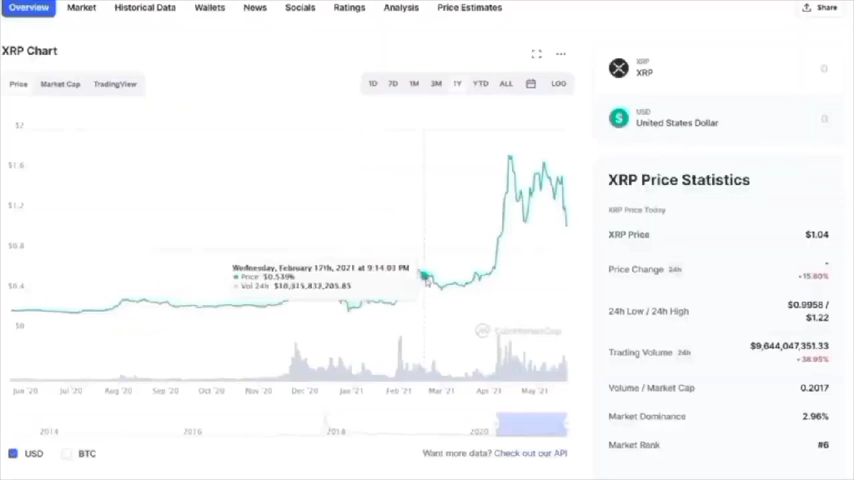 Overview Market Historical Data Wallets News Socials Ratings Analysis Price Estimates Share
XRP Chart
Price Market Cap TradingView 1D 7D 1M 3M 1Y YTD ALL LOG
XRP
XRP
USD
United States Dollar
$2
$1.6
$1.2
$0.8
$0.4
$0
Wednesday, February 17th, 2021 at 9:14:03 PM
Price: $0.5396
Vol 24h:
CoinMarketCap
Jun '20 Jul '20 Aug '20 Sep '20 Oct '20 Nov '20 Dec '20 Jan '21 Feb '21 Mar '21 Apr '21 May '21
2014 2016 2018 2020
USD BTC Want more data? Check out our API
XRP Price Statistics
XRP Price Today
XRP Price $1.04
Price Change 24h -
15.80%
24h Low / 24h High $0.9958 /
$1.22
Trading Volume 24h $9,644,047,351.33
38.95%
Volume / Market Cap 0.2017
Market Dominance 2.96%
Market Rank #6